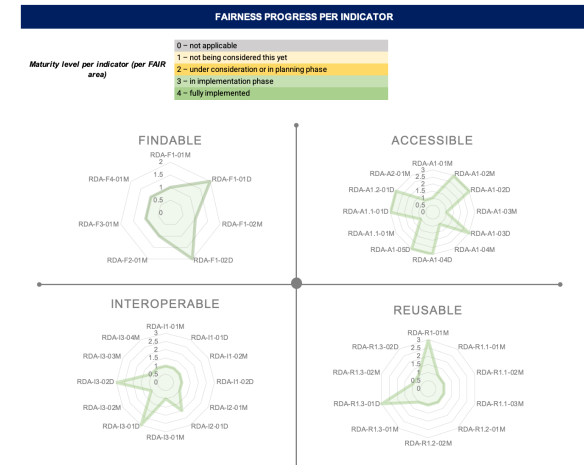 FAIRNESS PROGRESS PER INDICATOR
Maturity level per indicator (per FAIR
area)
0 – not applicable
1 – not being considered this yet
2 – under consideration or in planning phase
3 – in implementation phase
4 – fully implemented
FINDABLE
RDA-F1-01M
RDA-F1-01D
RDA-F1-02M
RDA-F1-02D
RDA-F2-01M
RDA-F3-01M
RDA-F4-01M
2
1.5
1
0.5
0
ACCESSIBLE
RDA-A1-01M
RDA-A1-02M
RDA-A1-02D
RDA-A1-03M
RDA-A1-03D
RDA-A1-04M
RDA-A1-04D
RDA-A1-05D
RDA-A1.1-01M
RDA-A1.1-01D
RDA-A1.2-01D
RDA-A2-01M
3
2.5
2
1.5
1
0.5
0
INTEROPERABLE
RDA-I1-01M
RDA-I1-01D
RDA-I1-02M
RDA-I1-02D
RDA-I2-01M
RDA-I2-01D
RDA-I3-01M
RDA-I3-01D
RDA-I3-02M
RDA-I3-02D
RDA-I3-03M
RDA-I3-04M
3
2.5
2
1.5
1
0.5
0
REUSABLE
RDA-R1-01M
RDA-R1.1-01M
RDA-R1.1-02M
RDA-R1.1-03M
RDA-R1.2-01M
RDA-R1.2-02M
RDA-R1.3-01M
RDA-R1.3-01D
RDA-R1.3-02M
RDA-R1.3-02D
3
2.5
2
1.5
1
0.5
0